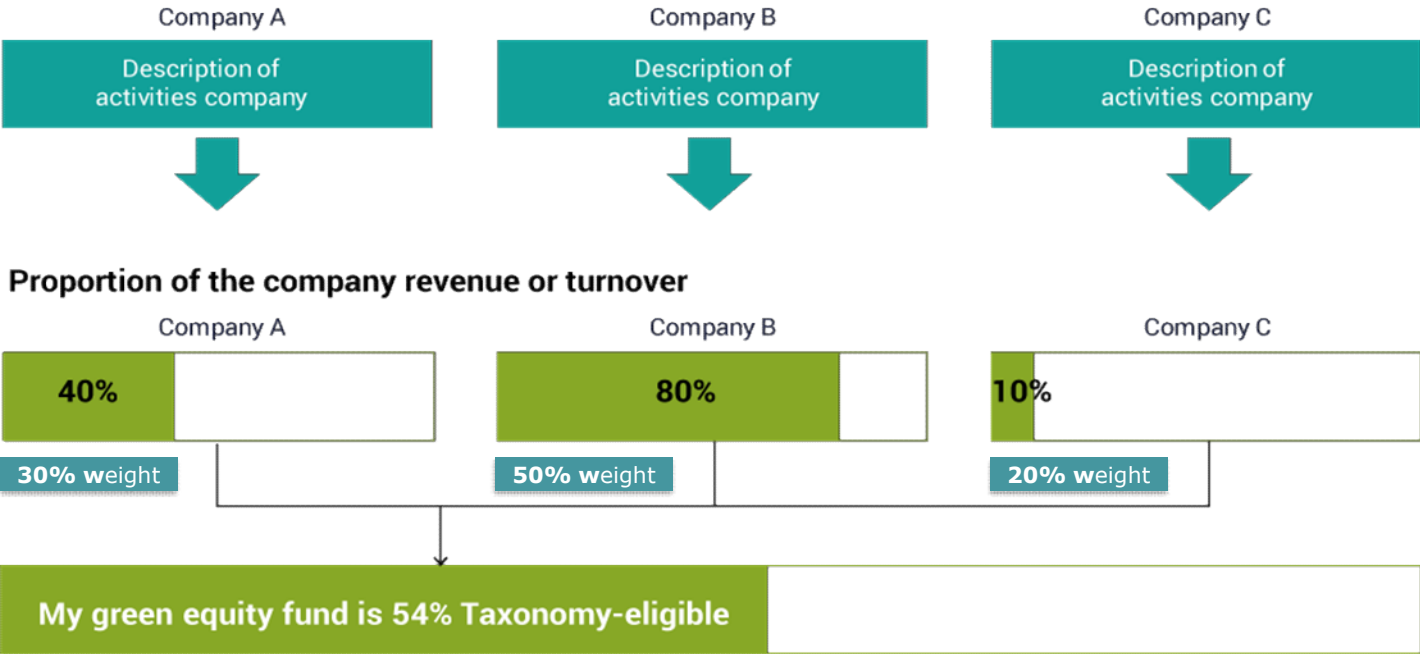 Company A
Company B
Company C
Description of
activities company
Description of
activities company
Description of
activities company
Proportion of the company revenue or turnover
Company A
Company B
Company C
40%
80%
10%
30% weight
50% weight
20% weight
My green equity fund is 54% Taxonomy-eligible